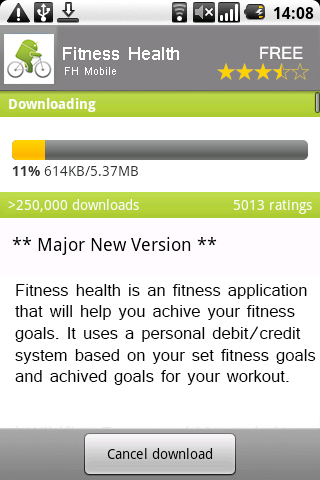 14:08
Fitness Health
FREE
FH Mobile
Downloading
11% 614KB/5.37MB
>250,000 downloads 5013 ratings
** Major New Version **
Fitness health is an fitness application
that will help you achive your fitness
goals. It uses a personal debit/credit
system based on your set fitness goals
and achived goals for your workout.
Cancel download